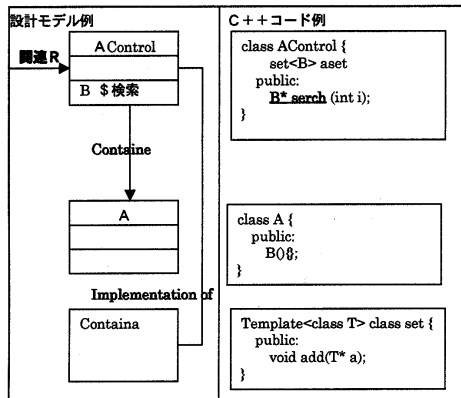 設計モデル例
C++コード例
AControl
関連R
B $検索
Containe
A
Implementation of
Containa
class AControl {
set<B> aset
public:
B* serch (int i);
}
class A {
public:
B(){};
}
Template<class T> class set {
public:
void add(T* a);
}